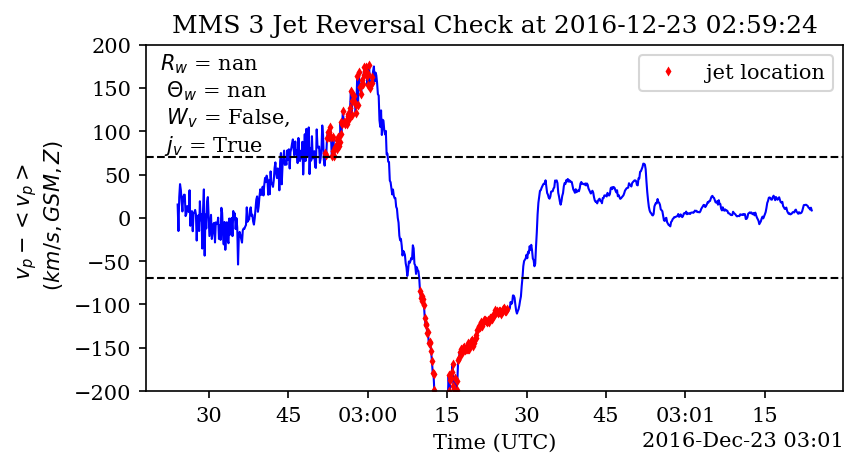 MMS 3 Jet Reversal Check at 2016-12-23 02:59:24
R_w = nan
Θ_w = nan
W_v = False,
j_v = True
jet location
v_p − < v_p >
(km/s, GSM, Z)
200
150
100
50
0
−50
−100
−150
−200
30 45 03:00 15 30 45 03:01 15
Time (UTC)
2016-Dec-23 03:01